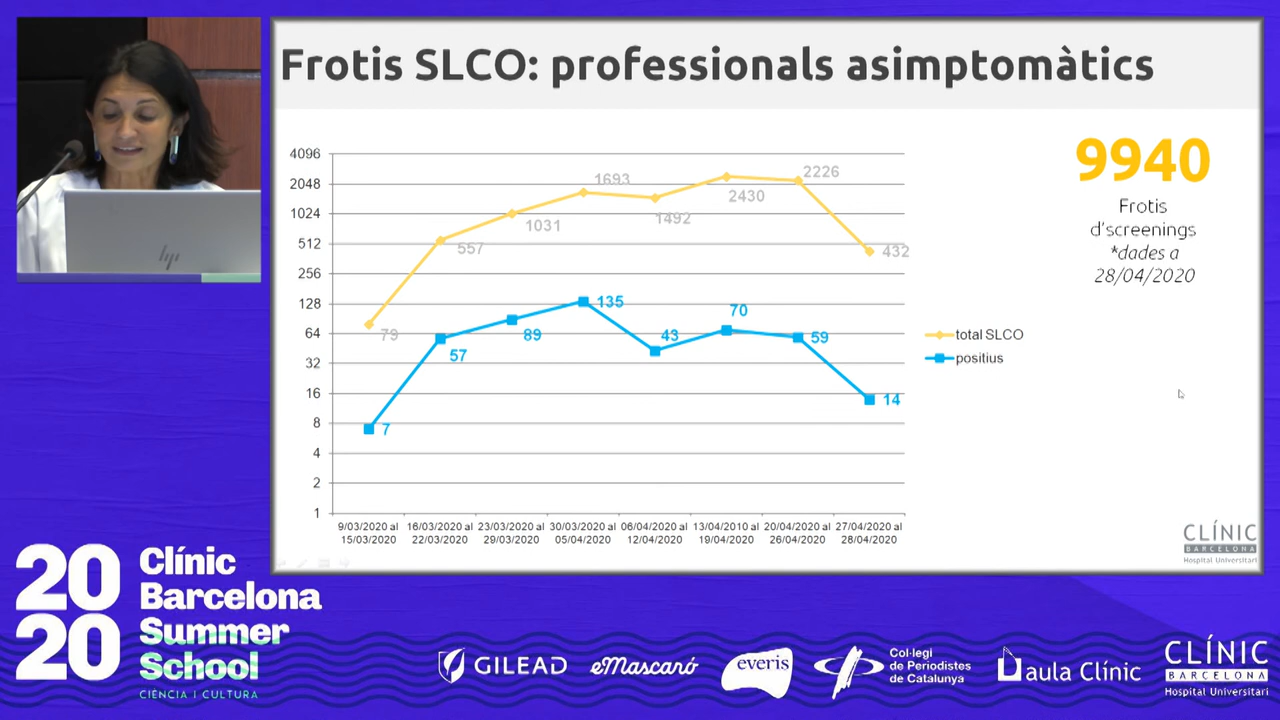 Frotis SLCO: professionals asimptomàtics
9940
Frotis
d'screenings
*dades a
28/04/2020
4096
2048
1024
512
256
128
64
32
16
8
4
2
1
79
557
1031
1693
1492
2430
2226
432
7
57
89
135
43
70
59
14
total SLCO
positius
9/03/2020 al
15/03/2020
16/03/2020 al
22/03/2020
23/03/2020 al
29/03/2020
30/03/2020 al
05/04/2020
06/04/2020 al
12/04/2020
13/04/2010 al
19/04/2020
20/04/2020 al
26/04/2020
27/04/2020 al
28/04/2020
CLÍNIC
BARCELONA
Hospital Universitari
hp
2020
Clínic
Barcelona
Summer
School
CIÈNCIA I CULTURA
GILEAD
eMascaró
everis
Col·legi
de Periodistes
de Catalunya
aula Clínic
CLÍNIC
BARCELONA
Hospital Universitari